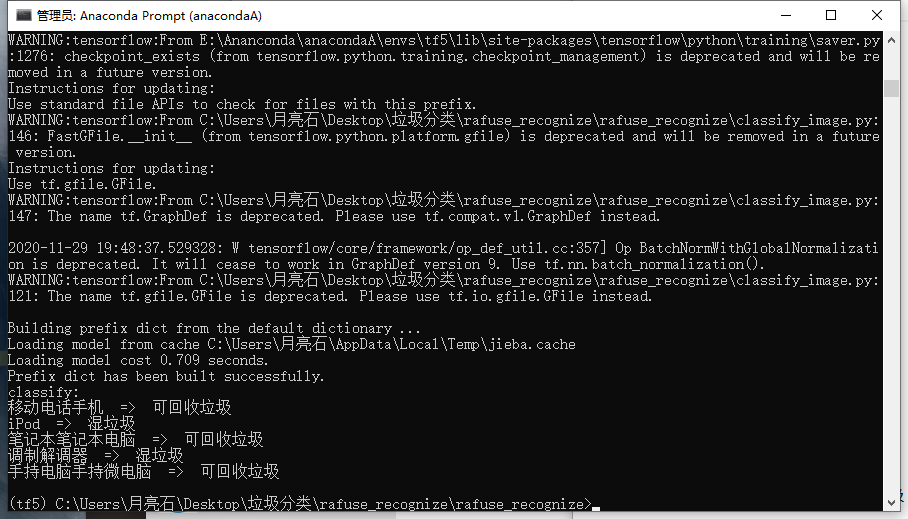 管理员: Anaconda Prompt (anacondaA)
WARNING:tensorflow:From E:\Ananconda\anacondaA\envs\tf5\lib\site-packages\tensorflow\python\training\saver.py
:1276: checkpoint_exists (from tensorflow.python.training.checkpoint_management) is deprecated and will be re
moved in a future version.
Instructions for updating:
Use standard file APIs to check for files with this prefix.
WARNING:tensorflow:From C:\Users\月亮石\Desktop\垃圾分类\rafuse_recognize\rafuse_recognize\classify_image.py:
146: FastGFile.__init__ (from tensorflow.python.platform.gfile) is deprecated and will be removed in a future
 version.
Instructions for updating:
Use tf.gfile.GFile.
WARNING:tensorflow:From C:\Users\月亮石\Desktop\垃圾分类\rafuse_recognize\rafuse_recognize\classify_image.py:
147: The name tf.GraphDef is deprecated. Please use tf.compat.v1.GraphDef instead.
2020-11-29 19:48:37.529328: W tensorflow/core/framework/op_def_util.cc:357] Op BatchNormWithGlobalNormalizati
on is deprecated. It will cease to work in GraphDef version 9. Use tf.nn.batch_normalization().
WARNING:tensorflow:From C:\Users\月亮石\Desktop\垃圾分类\rafuse_recognize\rafuse_recognize\classify_image.py:
121: The name tf.gfile.GFile is deprecated. Please use tf.io.gfile.GFile instead.
Building prefix dict from the default dictionary ...
Loading model from cache C:\Users\月亮石\AppData\Local\Temp\jieba.cache
Loading model cost 0.709 seconds.
Prefix dict has been built successfully.
classify:
移动电话手机  =>  可回收垃圾
iPod  =>  湿垃圾
笔记本笔记本电脑  =>  可回收垃圾
调制解调器  =>  湿垃圾
手持电脑手持微电脑  =>  可回收垃圾
(tf5) C:\Users\月亮石\Desktop\垃圾分类\rafuse_recognize\rafuse_recognize>